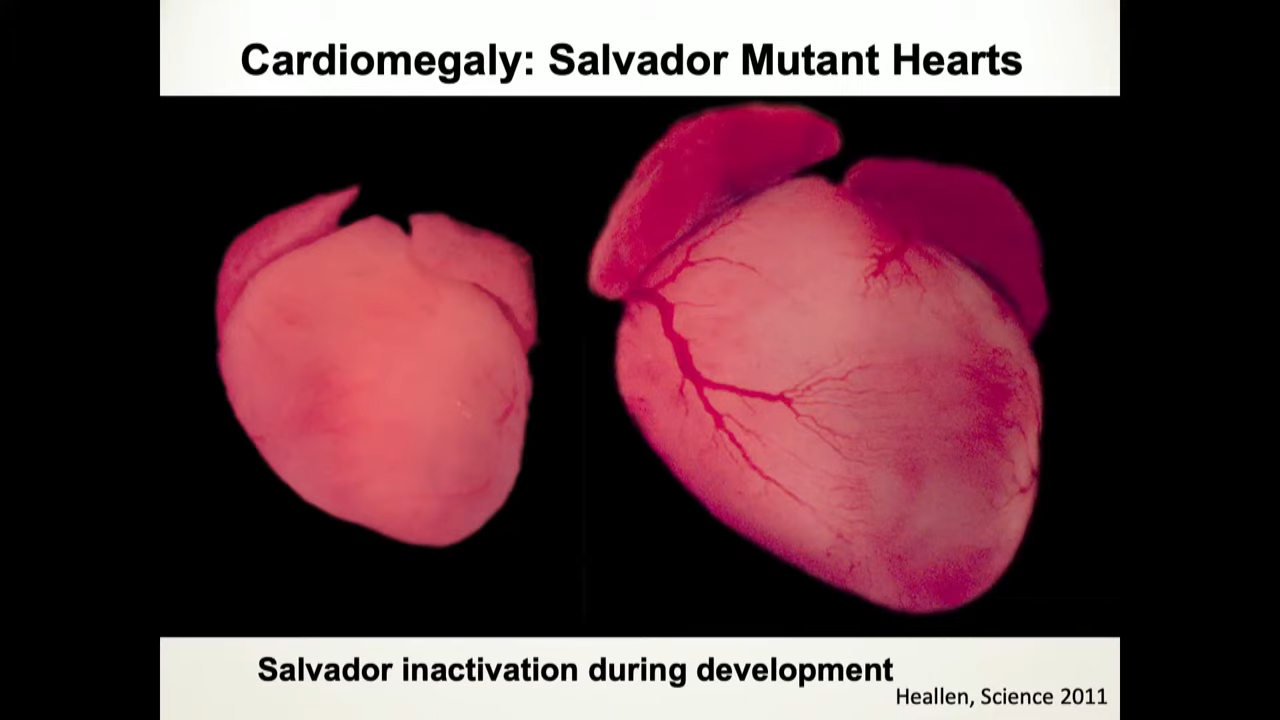 Cardiomegaly: Salvador Mutant Hearts
Salvador inactivation during development
Heallen, Science 2011